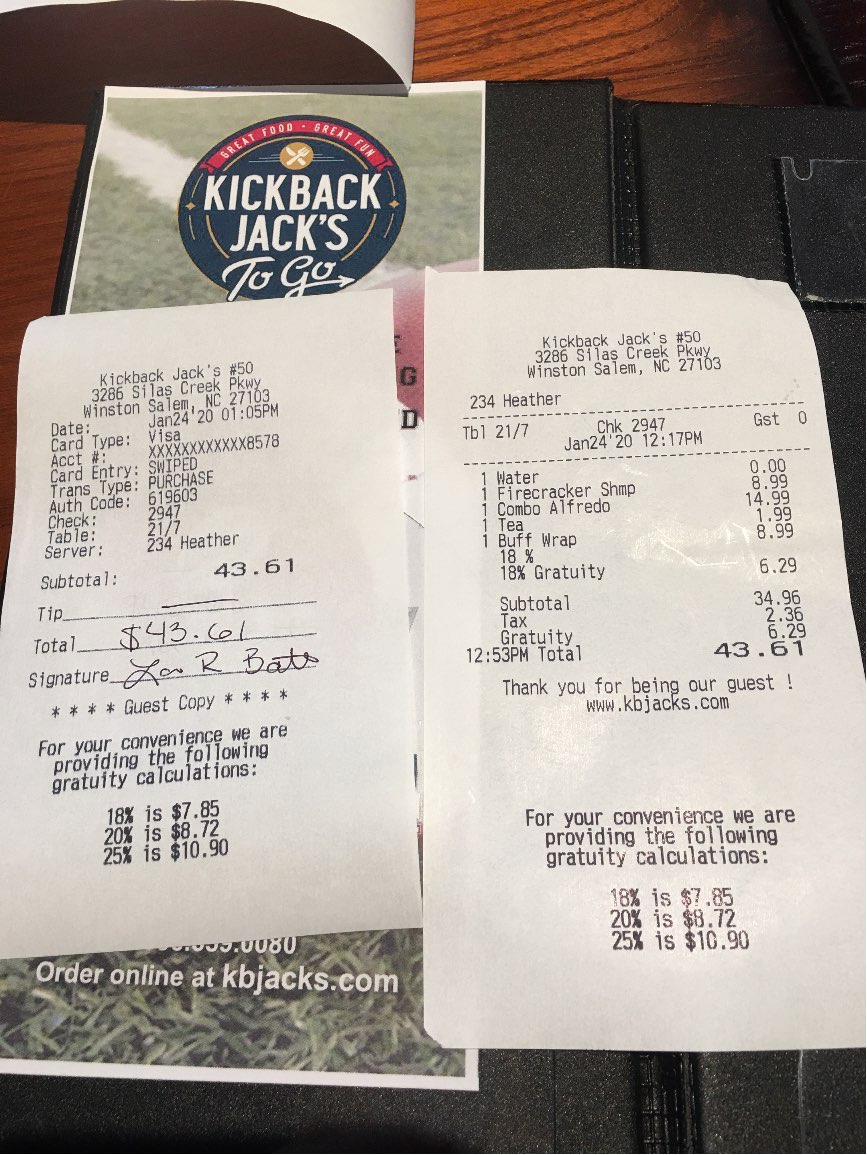 GREAT FOOD · GREAT FUN
KICKBACK
JACK'S
To Go
Kickback Jack's #50
3286 Silas Creek Pkwy
Winston Salem, NC 27103
Date: Jan24'20 01:05PM
Card Type: Visa
Acct #: XXXXXXXXXXXX8578
Card Entry: SWIPED
Trans Type: PURCHASE
Auth Code: 619603
Check: 2947
Table: 21/7
Server: 234 Heather
Subtotal: 43.61
Tip
Total $43.61
Signature R Bats
* * * * Guest Copy * * * *
For your convenience we are
providing the following
gratuity calculations:
18% is $7.85
20% is $8.72
25% is $10.90
Order online at kbjacks.com
G
D
Kickback Jack's #50
3286 Silas Creek Pkwy
Winston Salem, NC 27103
234 Heather
Tbl 21/7 Chk 2947 Gst 0
Jan24'20 12:17PM
1 Water 0.00
1 Firecracker Shmp 8.99
1 Combo Alfredo 14.99
1 Tea 1.99
1 Buff Wrap 8.99
18 %
18% Gratuity 6.29
Subtotal 34.96
Tax 2.36
Gratuity 6.29
12:53PM Total 43.61
Thank you for being our guest !
www.kbjacks.com
For your convenience we are
providing the following
gratuity calculations:
18% is $7.85
20% is $8.72
25% is $10.90